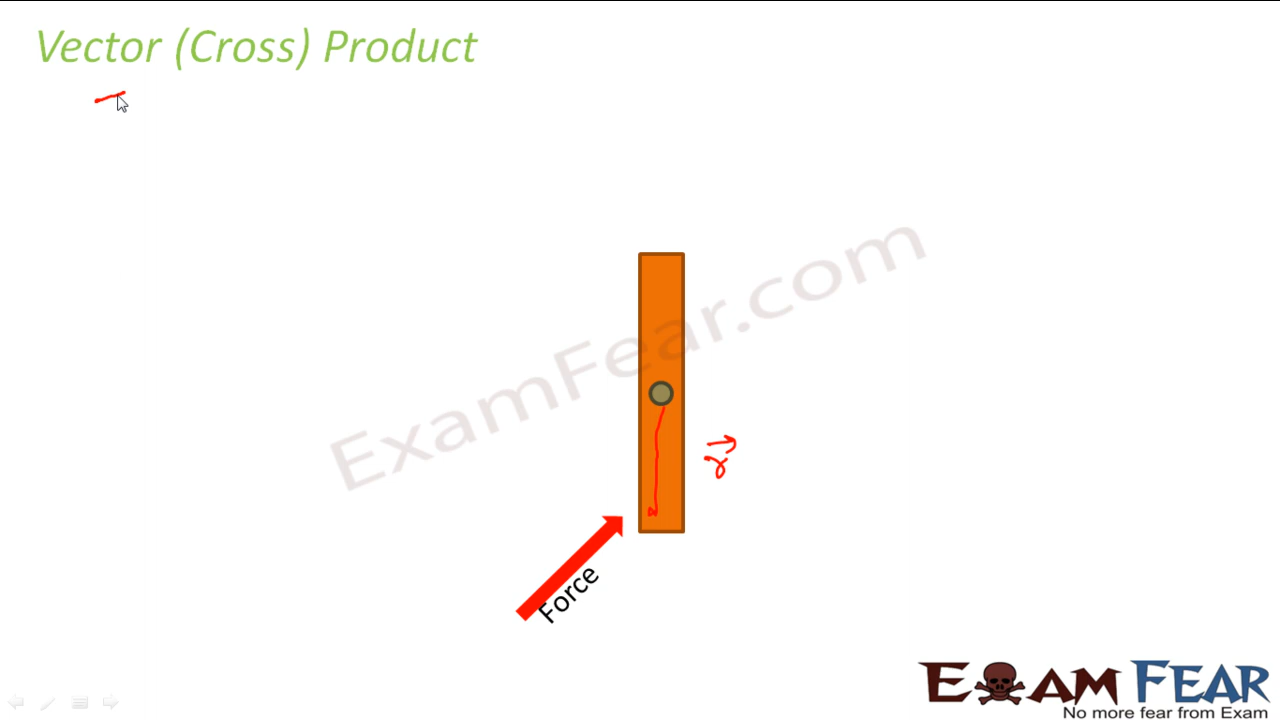 Vector (Cross) Product
ExamFear.com
r
Force
EXAM FEAR
No more fear from Exam